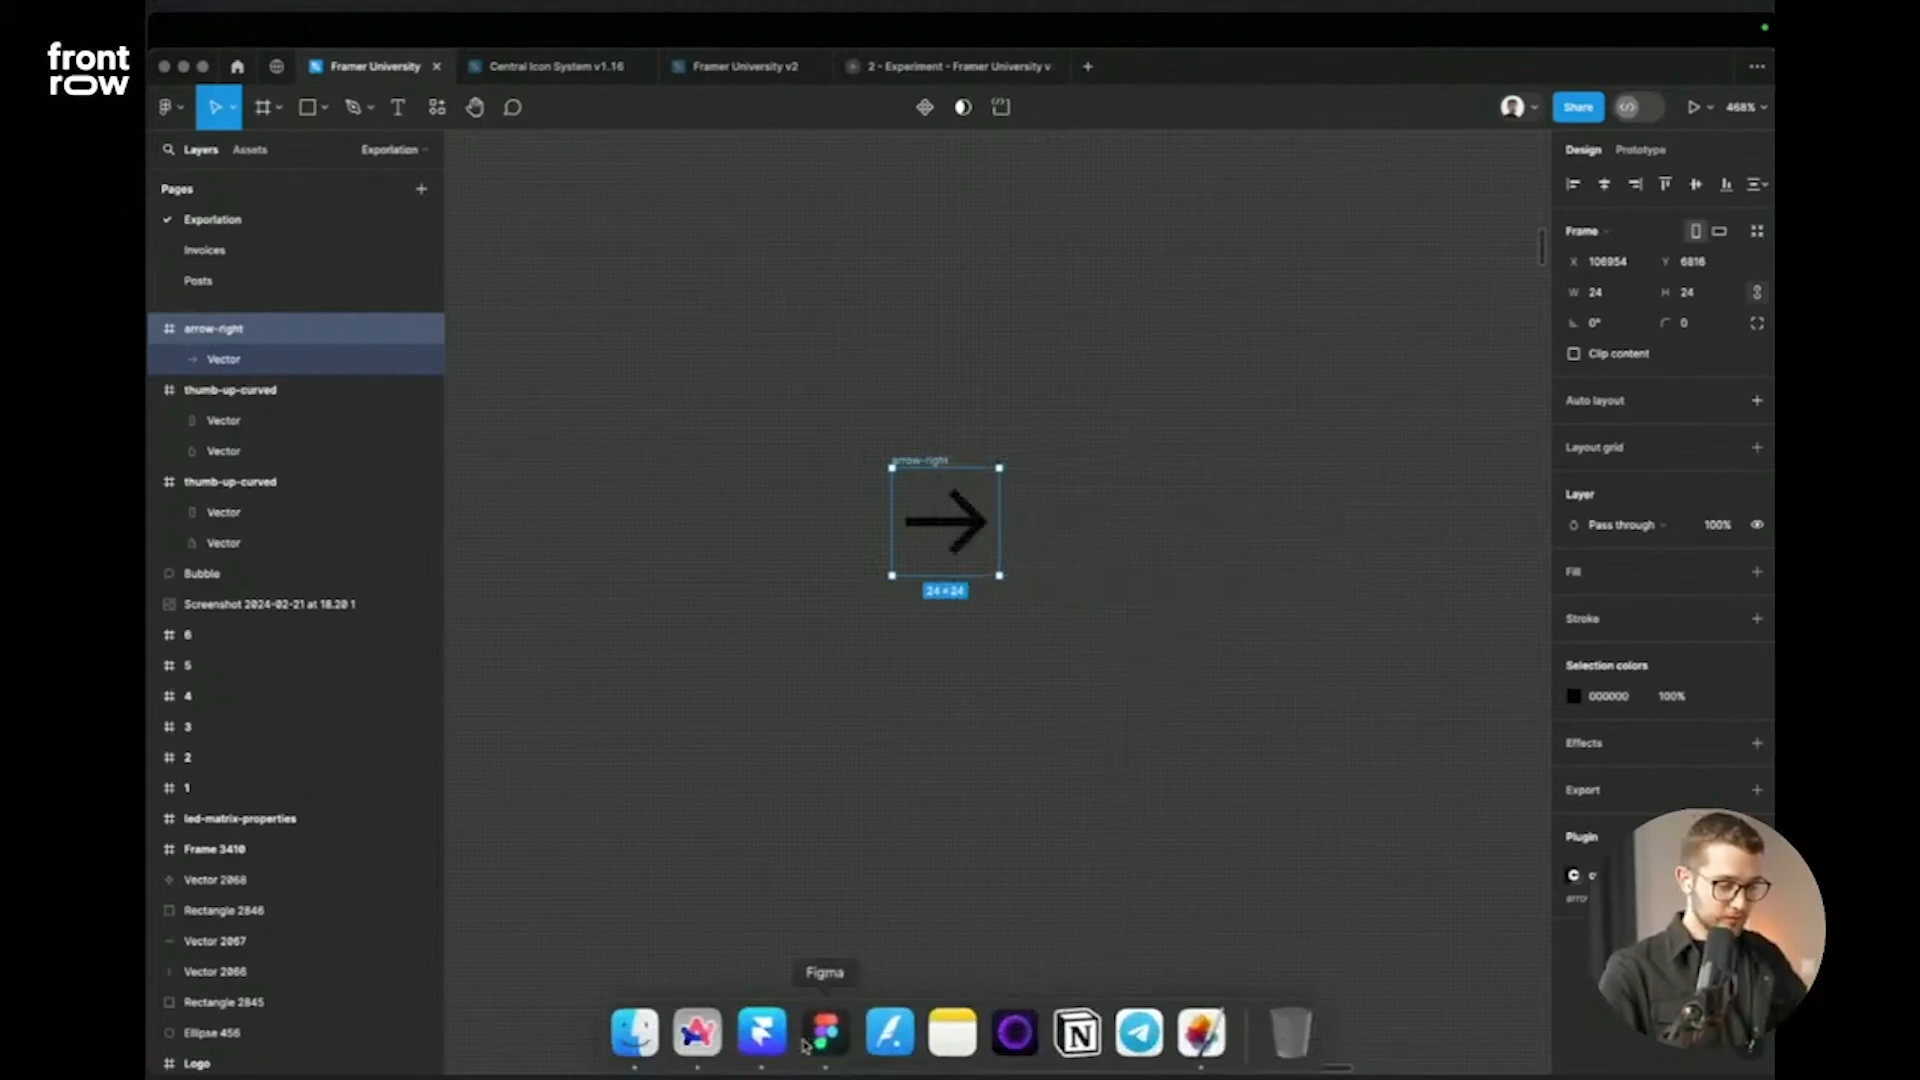 front
row
Framer University
Central Icon System v1.16
Framer University v2
2 - Experiment - Framer University v
Share
468%
Layers
Assets
Exporlation
Pages
Exporlation
Invoices
Posts
arrow-right
Vector
thumb-up-curved
Vector
Vector
thumb-up-curved
Vector
Vector
Bubble
Screenshot 2024-02-21 at 18.20 1
6
5
4
3
2
1
led-matrix-properties
Frame 3410
Vector 2068
Rectangle 2846
Vector 2067
Vector 2066
Rectangle 2845
Ellipse 456
Logo
arrow-right
24 × 24
Figma
Design
Prototype
Frame
X 106954
Y 6816
W 24
H 24
0°
0
Clip content
Auto layout
Layout grid
Layer
Pass through
100%
Fill
Stroke
Selection colors
000000
100%
Effects
Export
Plugin